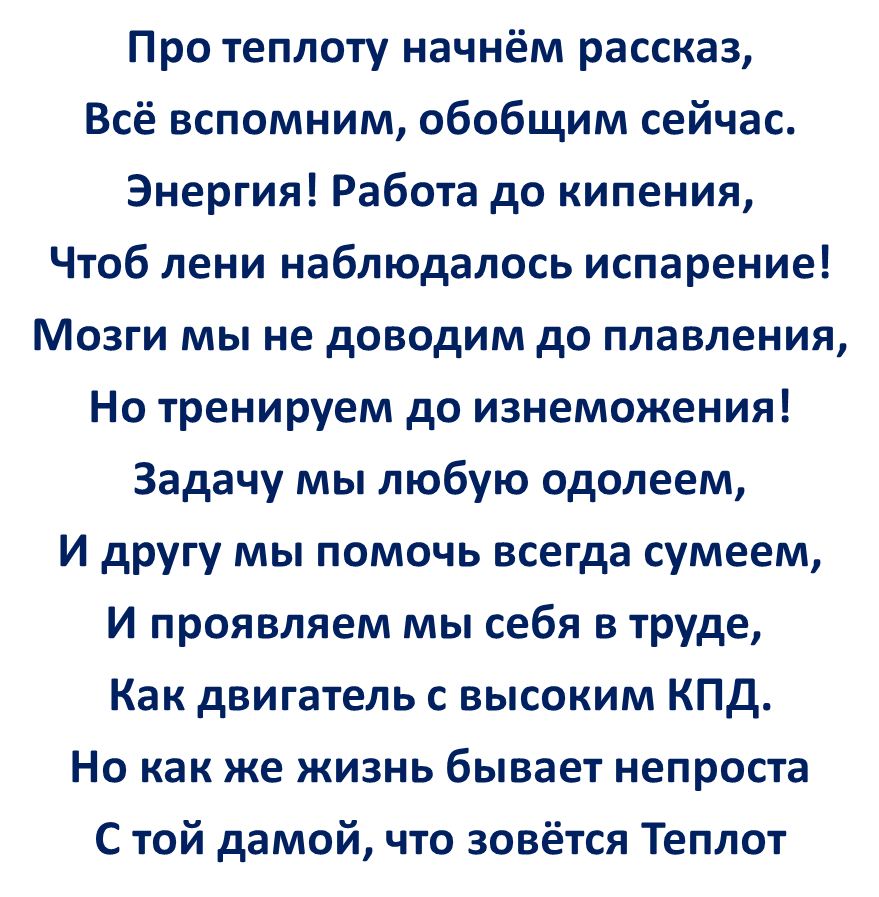 Про теплоту начнём рассказ,
Всё вспомним, обобщим сейчас.
Энергия! Работа до кипения,
Чтоб лени наблюдалось испарение!
Мозги мы не доводим до плавления,
Но тренируем до изнеможения!
Задачу мы любую одолеем,
И другу мы помочь всегда сумеем,
И проявляем мы себя в труде,
Как двигатель с высоким КПД.
Но как же жизнь бывает непроста
С той дамой, что зовётся Теплот